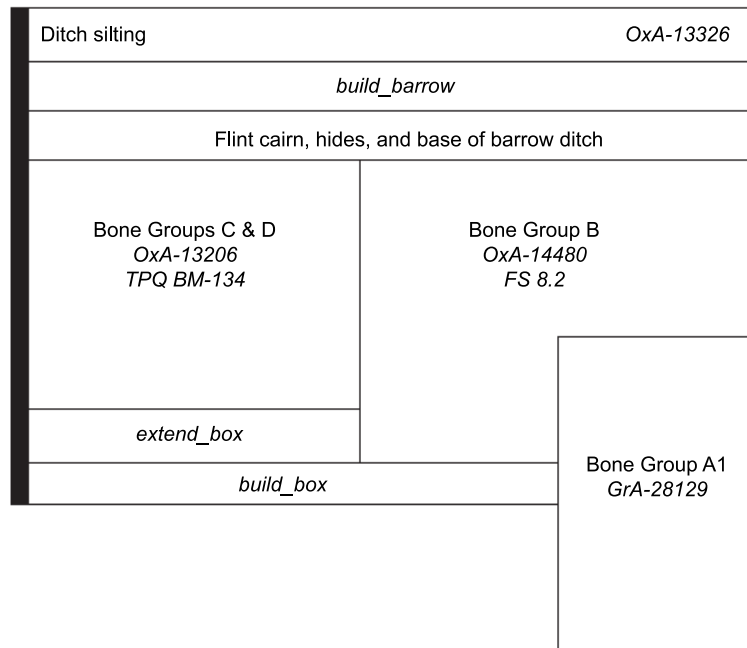 Ditch silting OxA-13326
build_barrow
Flint cairn, hides, and base of barrow ditch
Bone Groups C & D
OxA-13206
TPQ BM-134
Bone Group B
OxA-14480
FS 8.2
extend_box
build_box
Bone Group A1
GrA-28129